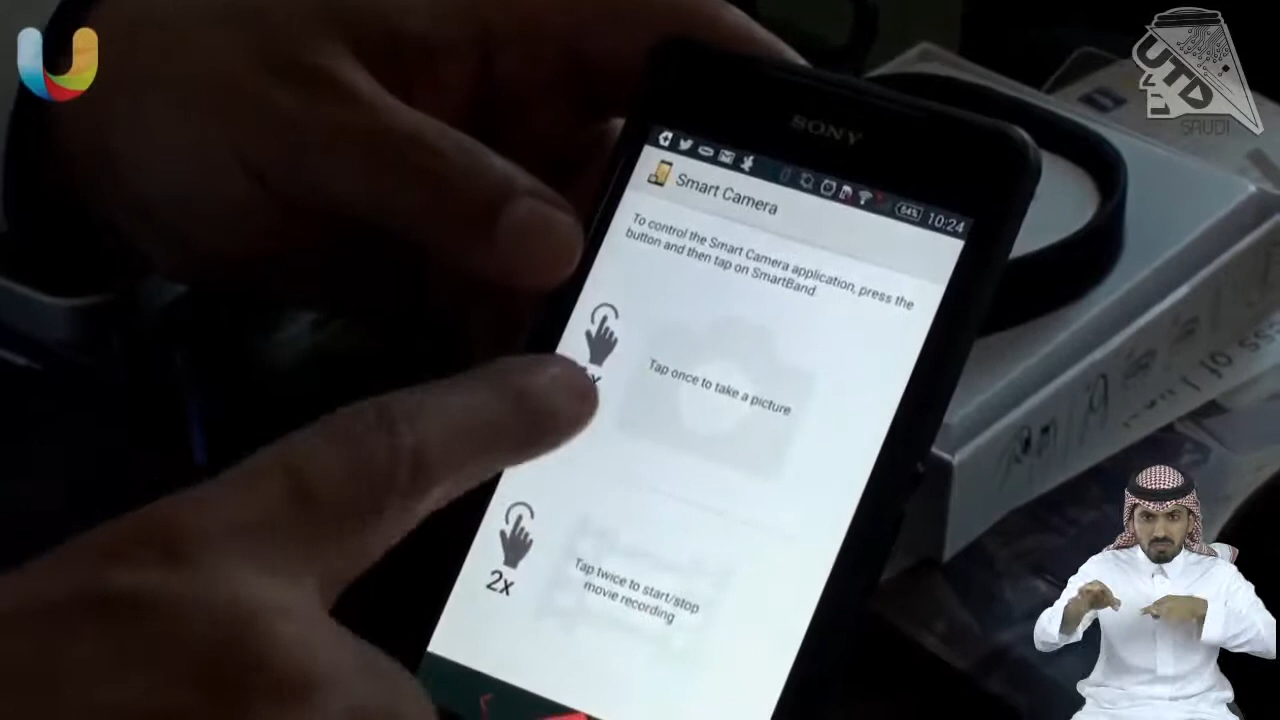 U
UTD
SAUDI
SONY
64% 10:24
Smart Camera
To control the Smart Camera application, press the
button and then tap on SmartBand.
Tap once to take a picture
2x
Tap twice to start/stop
movie recording